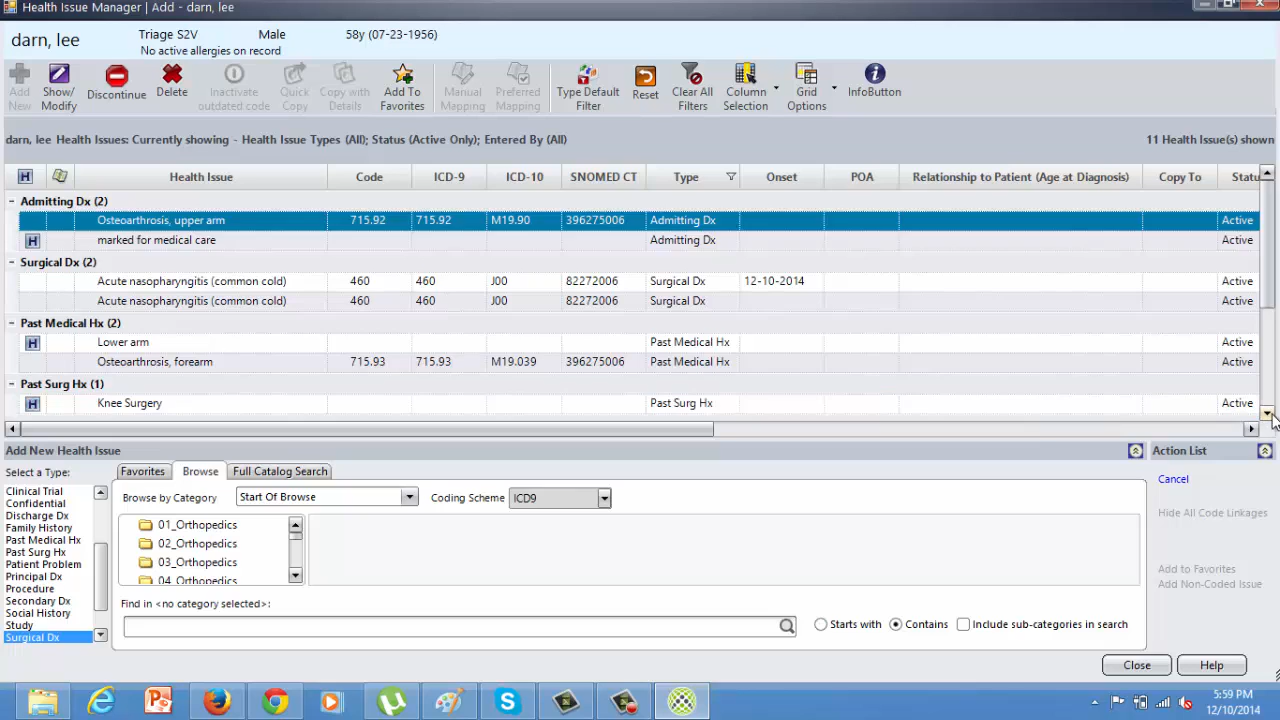 Health Issue Manager | Add - darn, lee
darn, lee Triage S2V Male 58y (07-23-1956)
No active allergies on record
Add New
Show/ Modify
Discontinue
Delete
Inactivate outdated code
Quick Copy
Copy with Details
Add To Favorites
Manual Mapping
Preferred Mapping
Type Default Filter
Reset
Clear All Filters
Column Selection
Grid Options
InfoButton
darn, lee Health Issues: Currently showing - Health Issue Types (All); Status (Active Only); Entered By (All) 11 Health Issue(s) shown
H Health Issue Code ICD-9 ICD-10 SNOMED CT Type Onset POA Relationship to Patient (Age at Diagnosis) Copy To Statu
- Admitting Dx (2)
Osteoarthrosis, upper arm 715.92 715.92 M19.90 396275006 Admitting Dx Active
H marked for medical care Admitting Dx Active
- Surgical Dx (2)
Acute nasopharyngitis (common cold) 460 460 J00 82272006 Surgical Dx 12-10-2014 Active
Acute nasopharyngitis (common cold) 460 460 J00 82272006 Surgical Dx Active
- Past Medical Hx (2)
H Lower arm Past Medical Hx Active
Osteoarthrosis, forearm 715.93 715.93 M19.039 396275006 Past Medical Hx Active
- Past Surg Hx (1)
H Knee Surgery Past Surg Hx Active
Add New Health Issue Action List
Select a Type:
Clinical Trial
Confidential
Discharge Dx
Family History
Past Medical Hx
Past Surg Hx
Patient Problem
Principal Dx
Procedure
Secondary Dx
Social History
Study
Surgical Dx
Favorites Browse Full Catalog Search
Browse by Category Start Of Browse Coding Scheme ICD9
01_Orthopedics
02_Orthopedics
03_Orthopedics
04_Orthopedics
Find in <no category selected>:
Starts with Contains Include sub-categories in search
Cancel
Hide All Code Linkages
Add to Favorites
Add Non-Coded Issue
Close Help
5:59 PM
12/10/2014